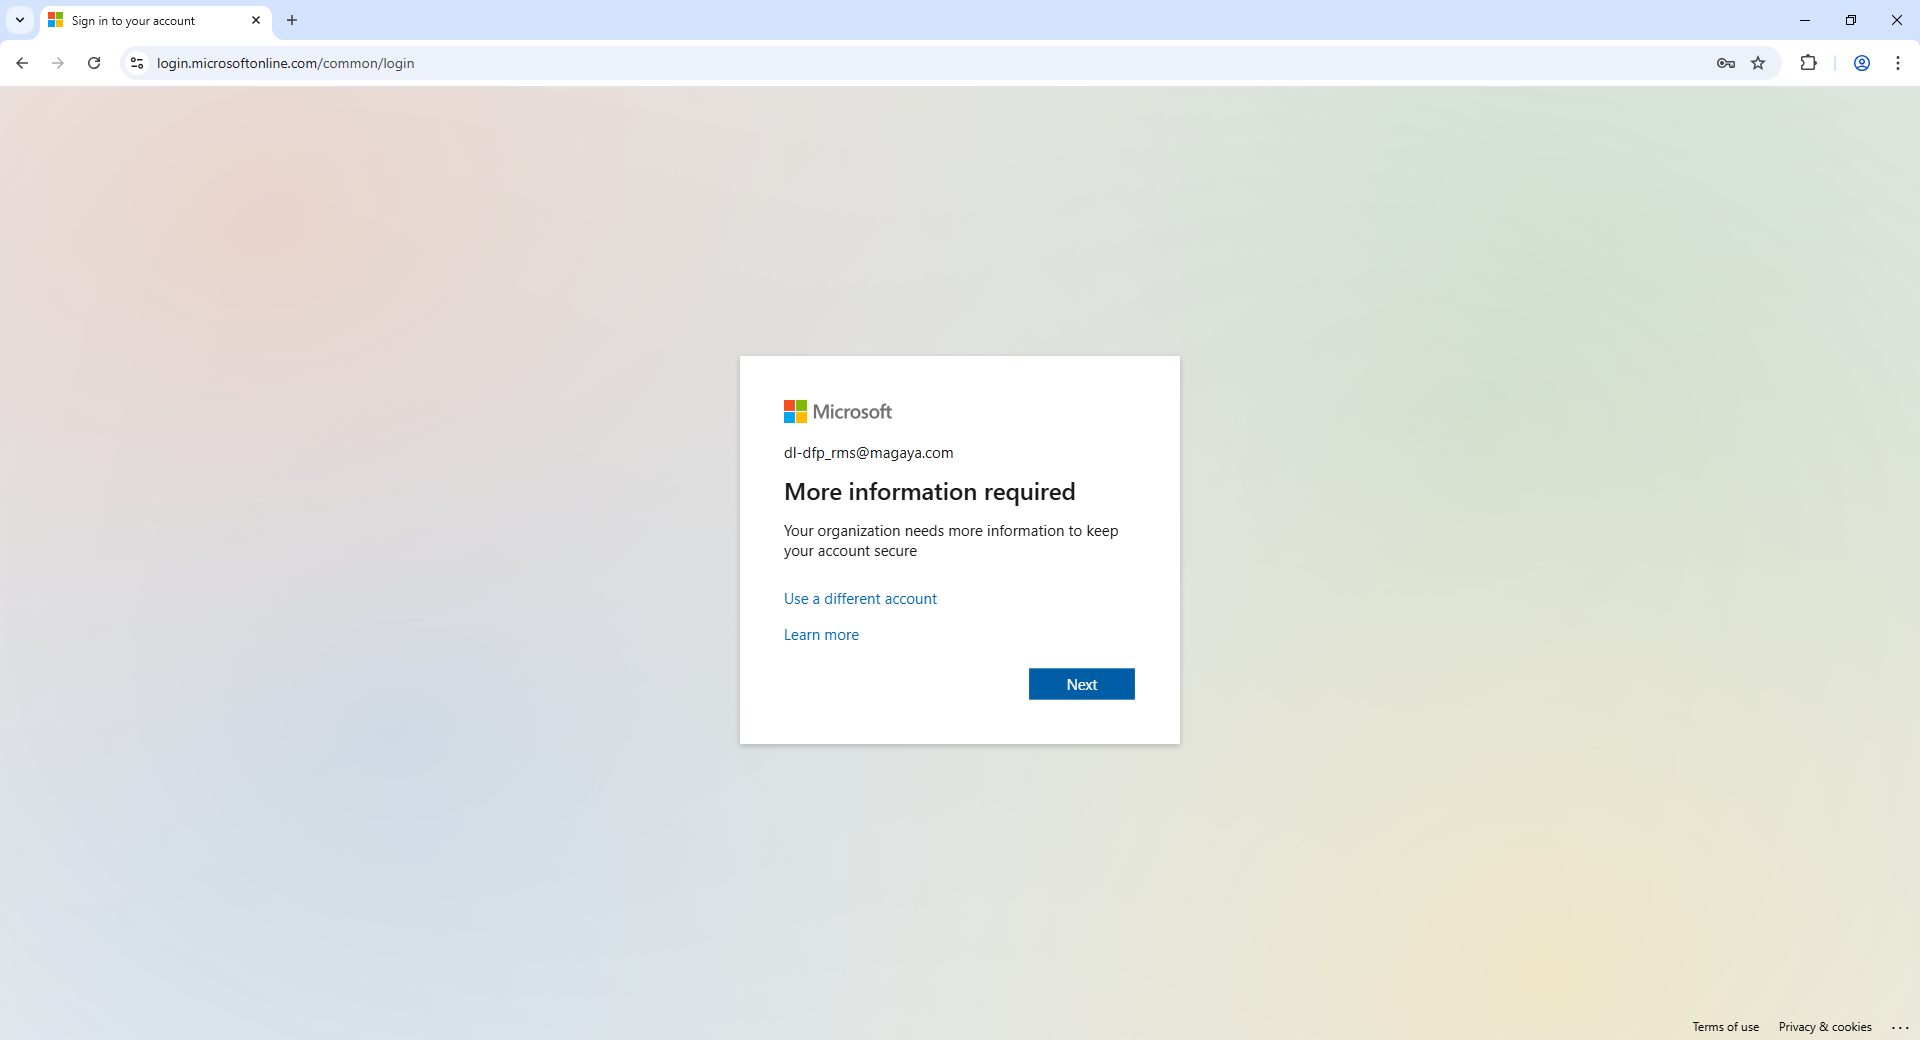 Sign in to your account
login.microsoftonline.com/common/login
Microsoft
dl-dfp_rms@magaya.com
More information required
Your organization needs more information to keep
your account secure
Use a different account
Learn more
Next
Terms of use
Privacy & cookies